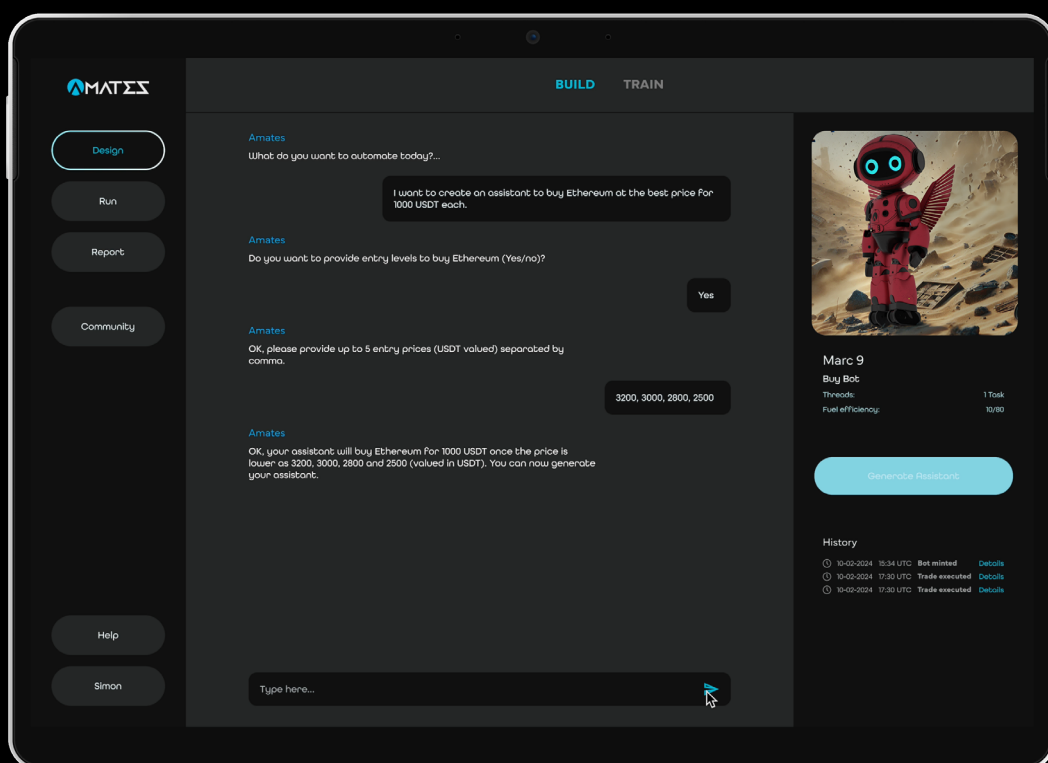 AMATES
BUILD TRAIN
Design
Run
Report
Community
Help
Simon
Amates
What do you want to automate today?...
I want to create an assistant to buy Ethereum at the best price for
1000 USDT each.
Amates
Do you want to provide entry levels to buy Ethereum (Yes/no)?
Yes
Amates
OK, please provide up to 5 entry prices (USDT valued) separated by
comma.
3200, 3000, 2800, 2500
Amates
OK, your assistant will buy Ethereum for 1000 USDT once the price is
lower as 3200, 3000, 2800 and 2500 (valued in USDT). You can now generate
your assistant.
Type here...
Marc 9
Buy Bot
Threads: 1 Task
Fuel efficiency: 10/80
Generate Assistant
History
10-02-2024 15:34 UTC Bot minted Details
10-02-2024 17:30 UTC Trade executed Details
10-02-2024 17:30 UTC Trade executed Details